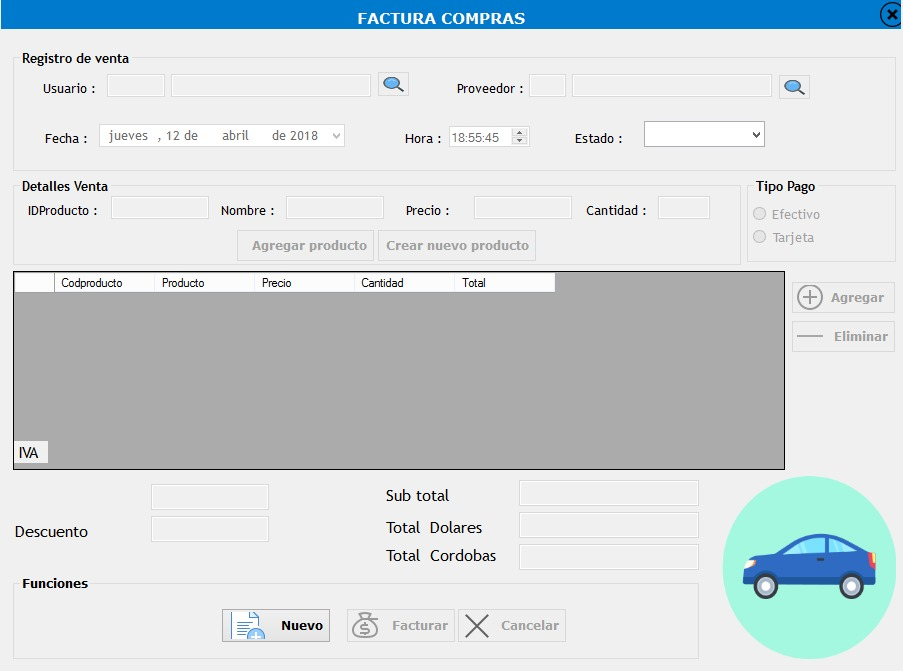 FACTURA COMPRAS
Registro de venta
Usuario : Proveedor :
Fecha : jueves , 12 de abril de 2018 Hora : 18:55:45 Estado :
Detalles Venta Tipo Pago
IDProducto : Nombre : Precio : Cantidad : Efectivo
Agregar producto Crear nuevo producto Tarjeta
Codproducto Producto Precio Cantidad Total
Agregar
Eliminar
IVA
Sub total
Descuento Total Dolares
Total Cordobas
Funciones
Nuevo Facturar Cancelar